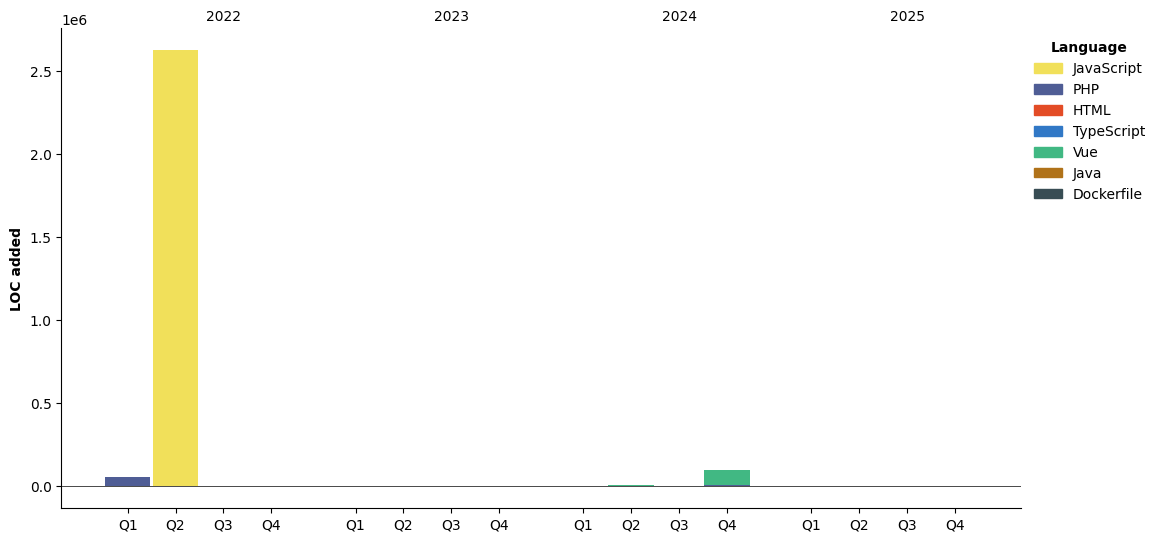 1e6
2022 2023 2024 2025
Language
JavaScript
PHP
HTML
TypeScript
Vue
Java
Dockerfile
LOC added
2.5
2.0
1.5
1.0
0.5
0.0
Q1 Q2 Q3 Q4 Q1 Q2 Q3 Q4 Q1 Q2 Q3 Q4 Q1 Q2 Q3 Q4